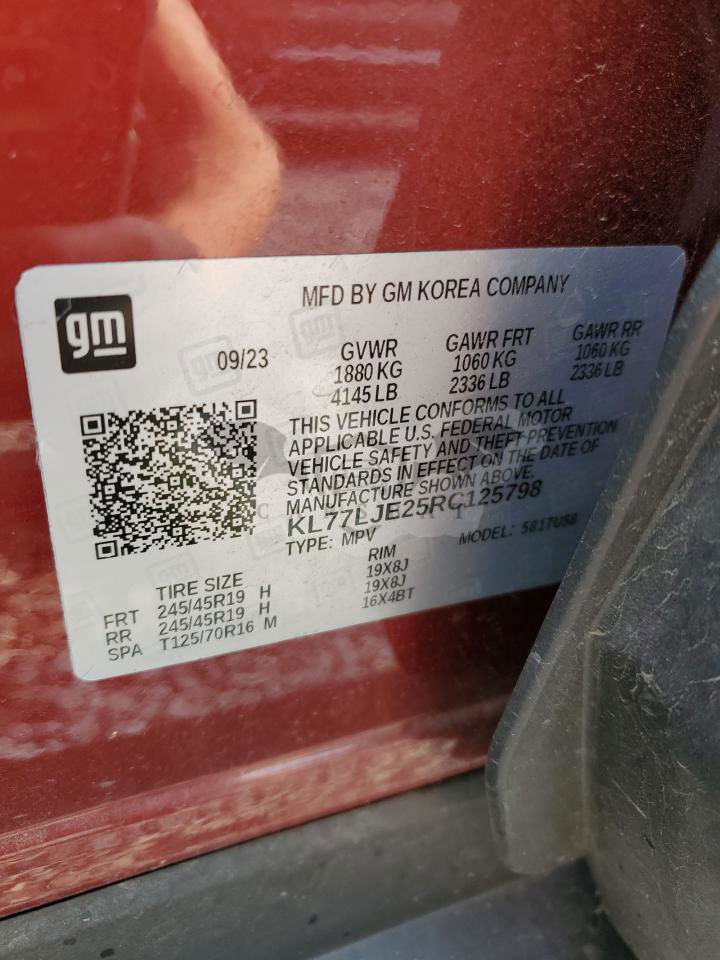 gm
MFD BY GM KOREA COMPANY
09/23
GVWR GAWR FRT GAWR RR
1880 KG 1060 KG 1060 KG
4145 LB 2336 LB 2336 LB
THIS VEHICLE CONFORMS TO ALL
APPLICABLE U.S. FEDERAL MOTOR
VEHICLE SAFETY AND THEFT PREVENTION
STANDARDS IN EFFECT ON THE DATE OF
MANUFACTURE SHOWN ABOVE.
KL77LJE25RC125798
TYPE: MPV MODEL: 581TUS8
TIRE SIZE RIM
FRT 245/45R19 H 19X8J
RR 245/45R19 H 19X8J
SPA T125/70R16 M 16X4BT